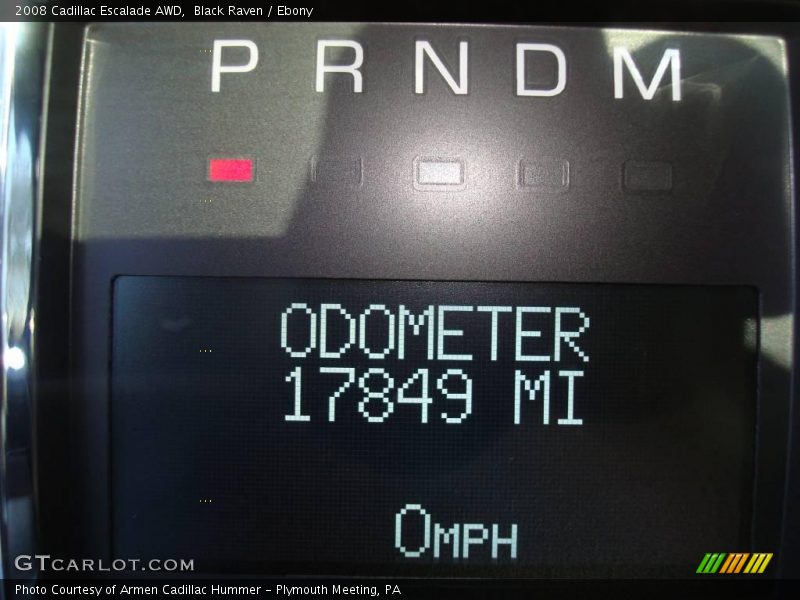 2008 Cadillac Escalade AWD, Black Raven / Ebony
P R N D M
ODOMETER
17849 MI
0MPH
GTCARLOT.COM
Photo Courtesy of Armen Cadillac Hummer - Plymouth Meeting, PA